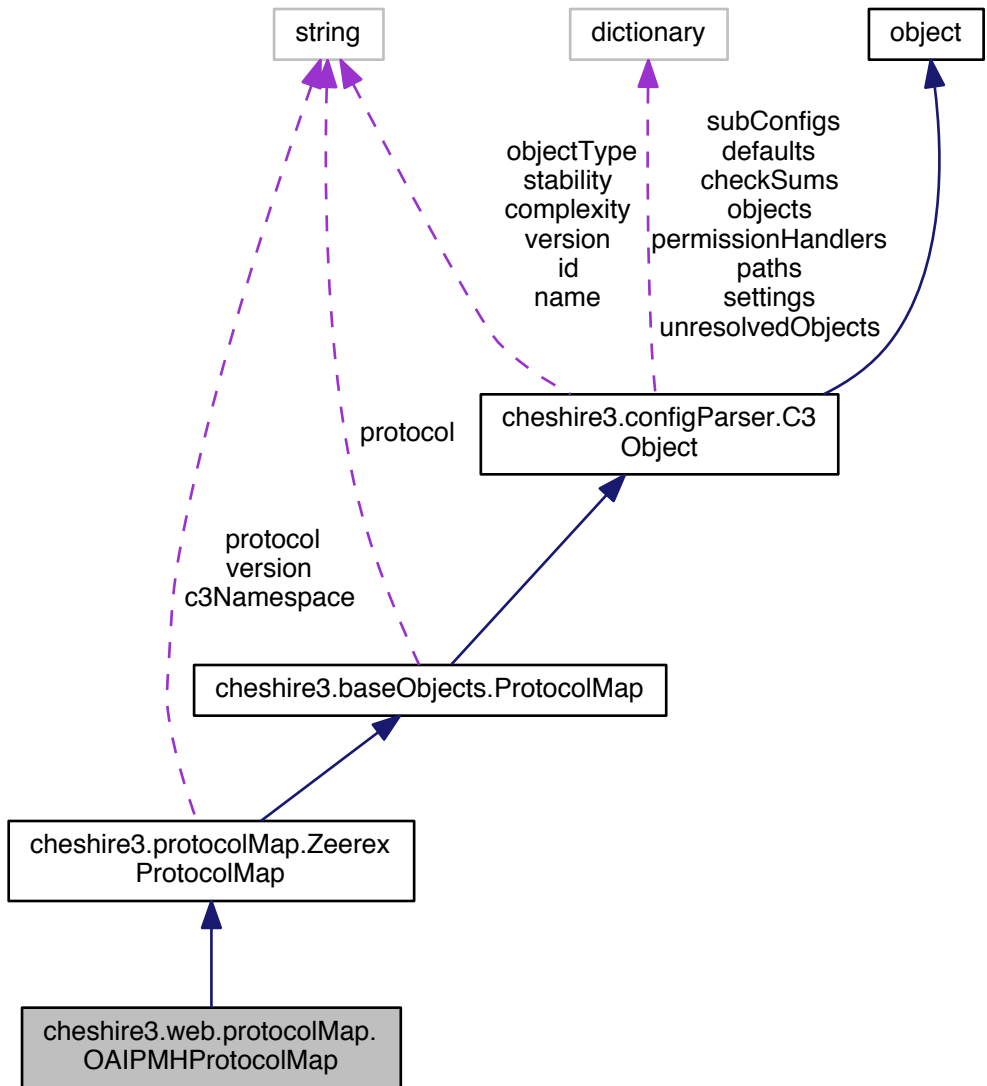 string
dictionary
object
objectType
stability
complexity
version
id
name
subConfigs
defaults
checkSums
objects
permissionHandlers
paths
settings
unresolvedObjects
cheshire3.configParser.C3
Object
protocol
protocol
version
c3Namespace
cheshire3.baseObjects.ProtocolMap
cheshire3.protocolMap.Zeerex
ProtocolMap
cheshire3.web.protocolMap.
OAIPMHProtocolMap